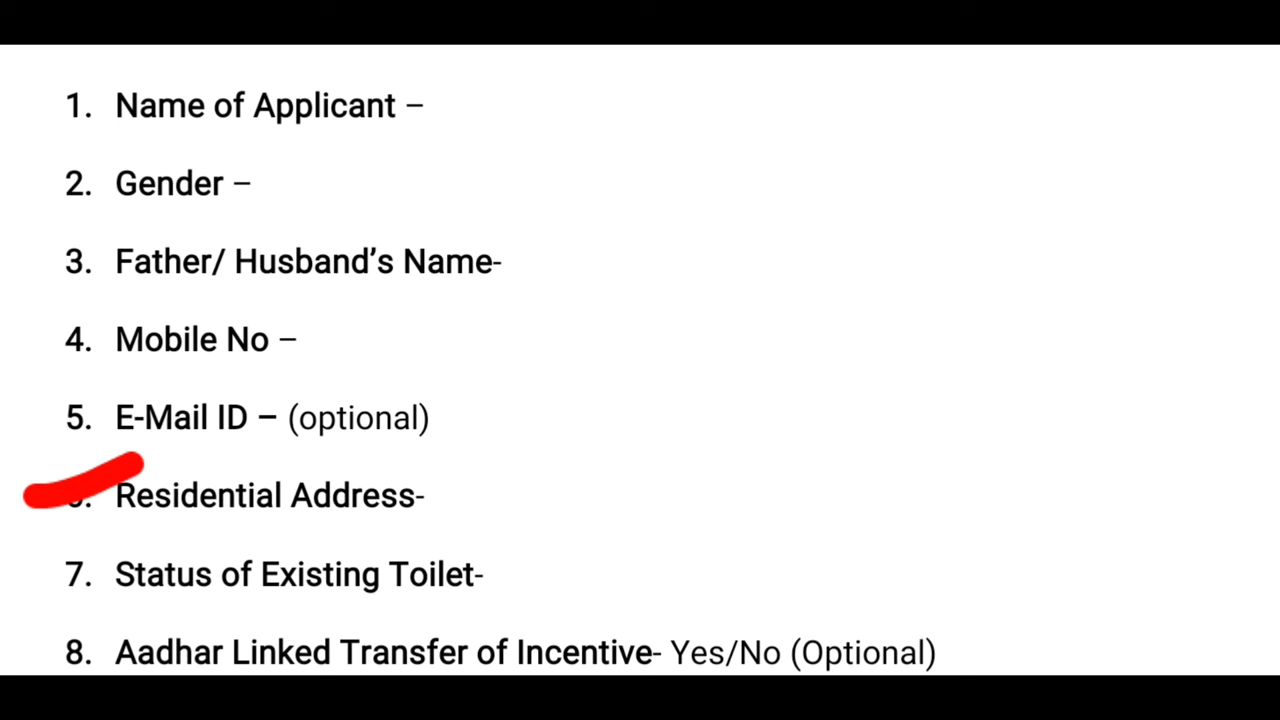 1. Name of Applicant –
2. Gender –
3. Father/ Husband’s Name-
4. Mobile No –
5. E-Mail ID – (optional)
6. Residential Address-
7. Status of Existing Toilet-
8. Aadhar Linked Transfer of Incentive- Yes/No (Optional)